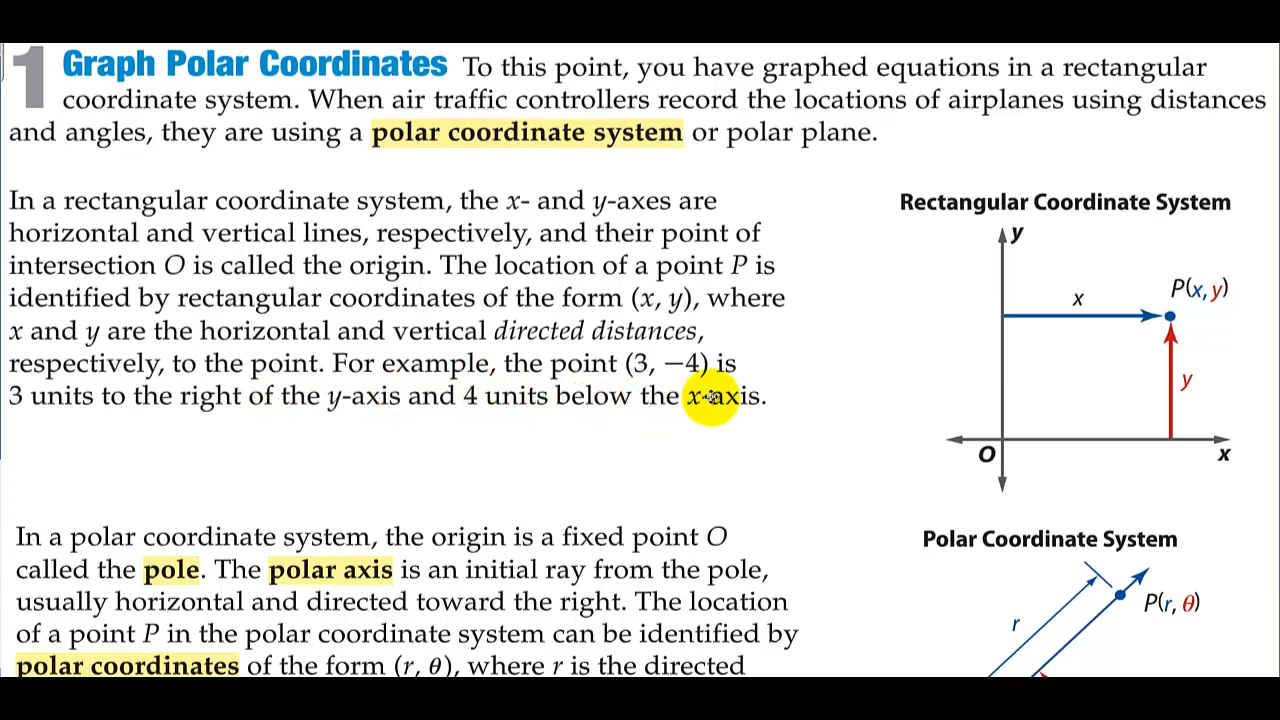 1 Graph Polar Coordinates To this point, you have graphed equations in a rectangular
coordinate system. When air traffic controllers record the locations of airplanes using distances
and angles, they are using a polar coordinate system or polar plane.
In a rectangular coordinate system, the x- and y-axes are
horizontal and vertical lines, respectively, and their point of
intersection O is called the origin. The location of a point P is
identified by rectangular coordinates of the form (x, y), where
x and y are the horizontal and vertical directed distances,
respectively, to the point. For example, the point (3, −4) is
3 units to the right of the y-axis and 4 units below the x-axis.
Rectangular Coordinate System
y
P(x, y)
x
y
O
x
In a polar coordinate system, the origin is a fixed point O
called the pole. The polar axis is an initial ray from the pole,
usually horizontal and directed toward the right. The location
of a point P in the polar coordinate system can be identified by
polar coordinates of the form (r, θ), where r is the directed
Polar Coordinate System
P(r, θ)
r